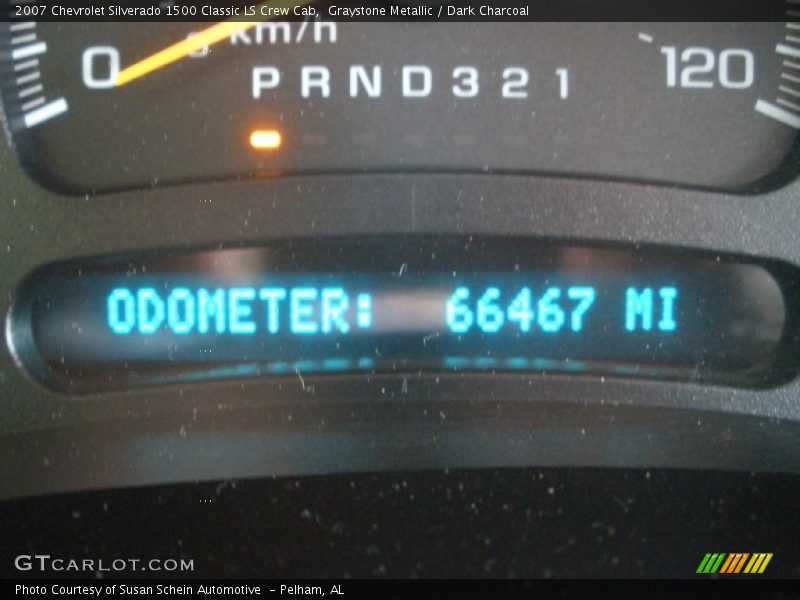 2007 Chevrolet Silverado 1500 Classic LS Crew Cab,  Graystone Metallic / Dark Charcoal
km/h
0
120
P R N D 3 2 1
ODOMETER: 66467 MI
GTCARLOT.COM
Photo Courtesy of Susan Schein Automotive  - Pelham, AL